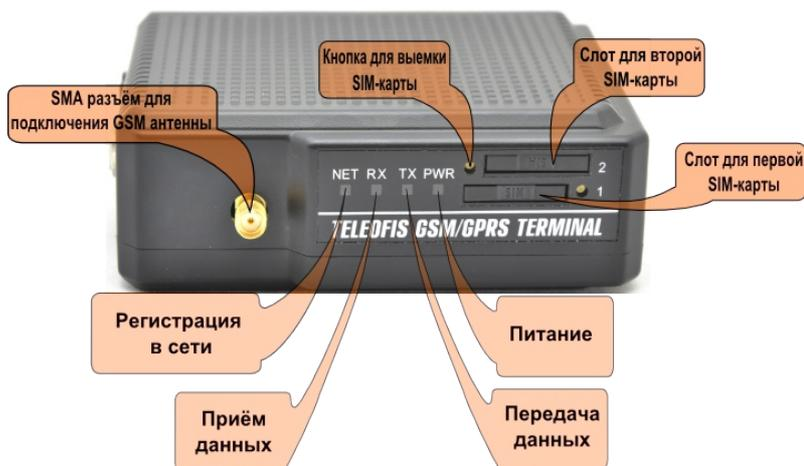 Кнопка для выемки
SIM-карты
Слот для второй
SIM-карты
SMA разъём для
подключения GSM антенны
Слот для первой
SIM-карты
NET RX TX PWR
SIM
2
SIM
1
TELEOFIS GSM/GPRS TERMINAL
Регистрация
в сети
Питание
Приём
данных
Передача
данных